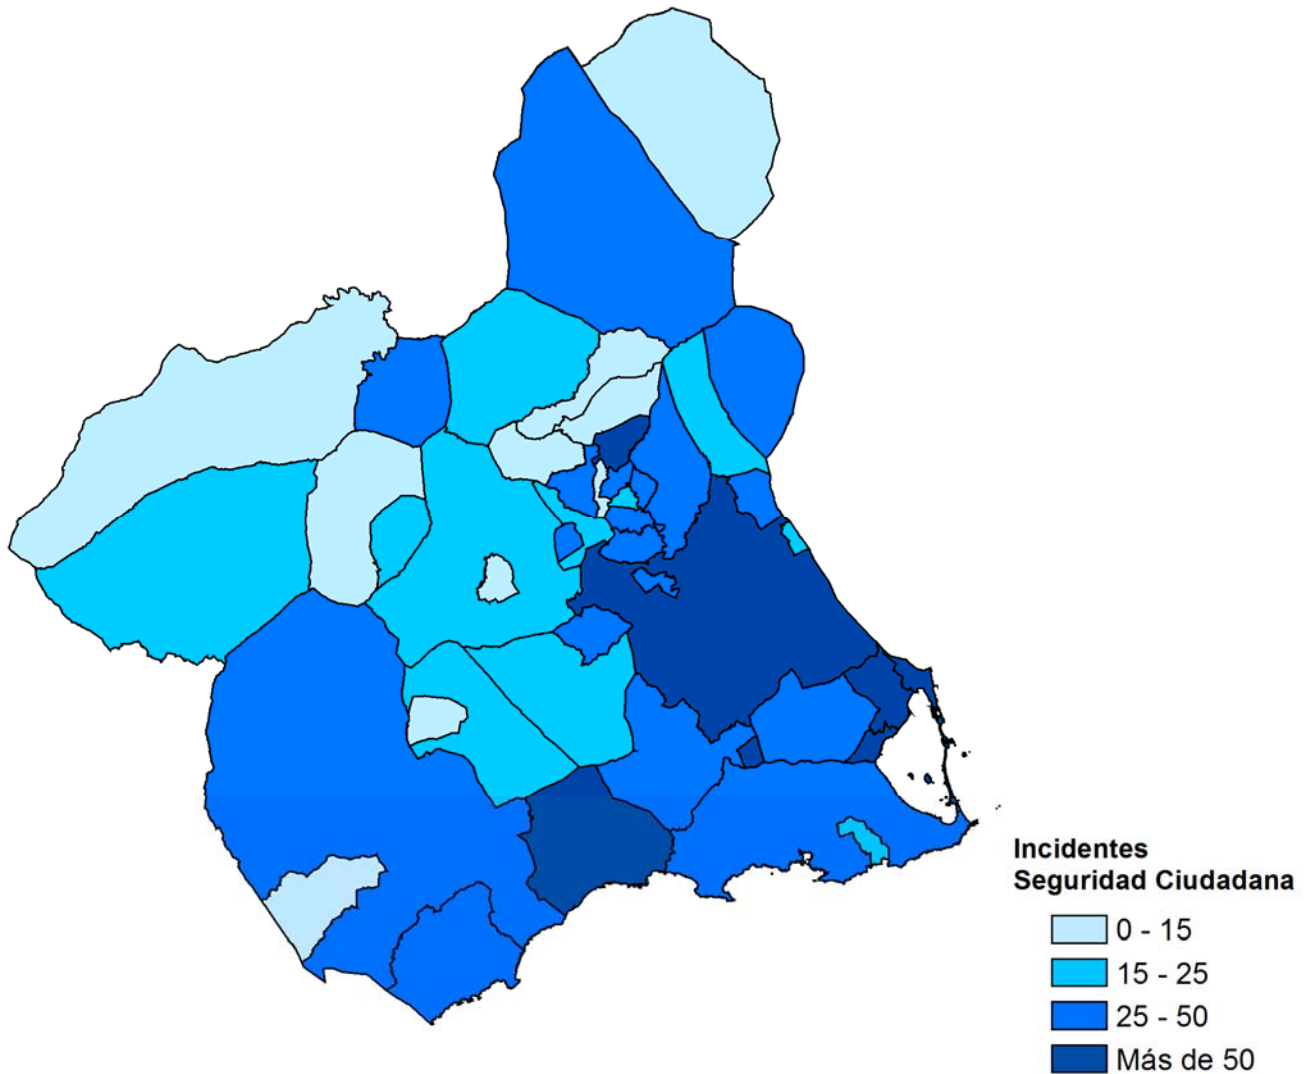 Incidentes
Seguridad Ciudadana
0 - 15
15 - 25
25 - 50
Más de 50